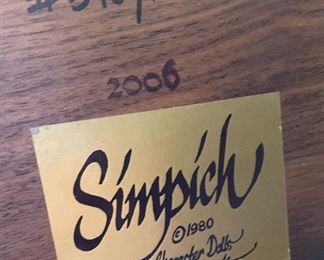 2006
Simpich
©1980
Character Dolls